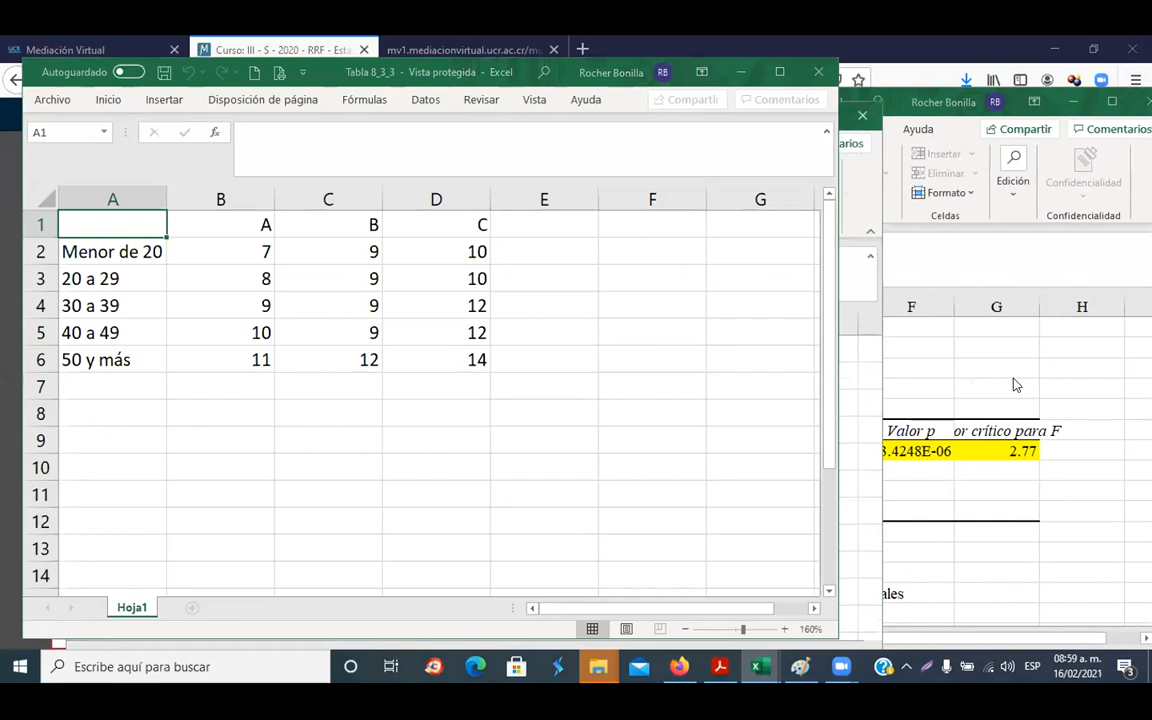 Mediación Virtual
Curso: III - S - 2020 - RRF - Esta
mv1.mediacionvirtual.ucr.ac.cr/m
Autoguardado
Tabla 8_3_3 - Vista protegida - Excel
Rocher Bonilla
RB
Archivo Inicio Insertar Disposición de página Fórmulas Datos Revisar Vista Ayuda
Compartir Comentarios
A1
fx
A B C D E F G
1 A B C
2 Menor de 20 7 9 10
3 20 a 29 8 9 10
4 30 a 39 9 9 12
5 40 a 49 10 9 12
6 50 y más 11 12 14
7
8
9
10
11
12
13
14
Hoja1
160%
Rocher Bonilla RB
arios
Ayuda Compartir Comentarios
Insertar
Eliminar
Formato
Celdas
Edición
Confidencialidad
Confidencialidad
F G H
Valor p or crítico para F
3.4248E-06 2.77
ales
Escribe aquí para buscar
ESP
08:59 a. m.
16/02/2021
3